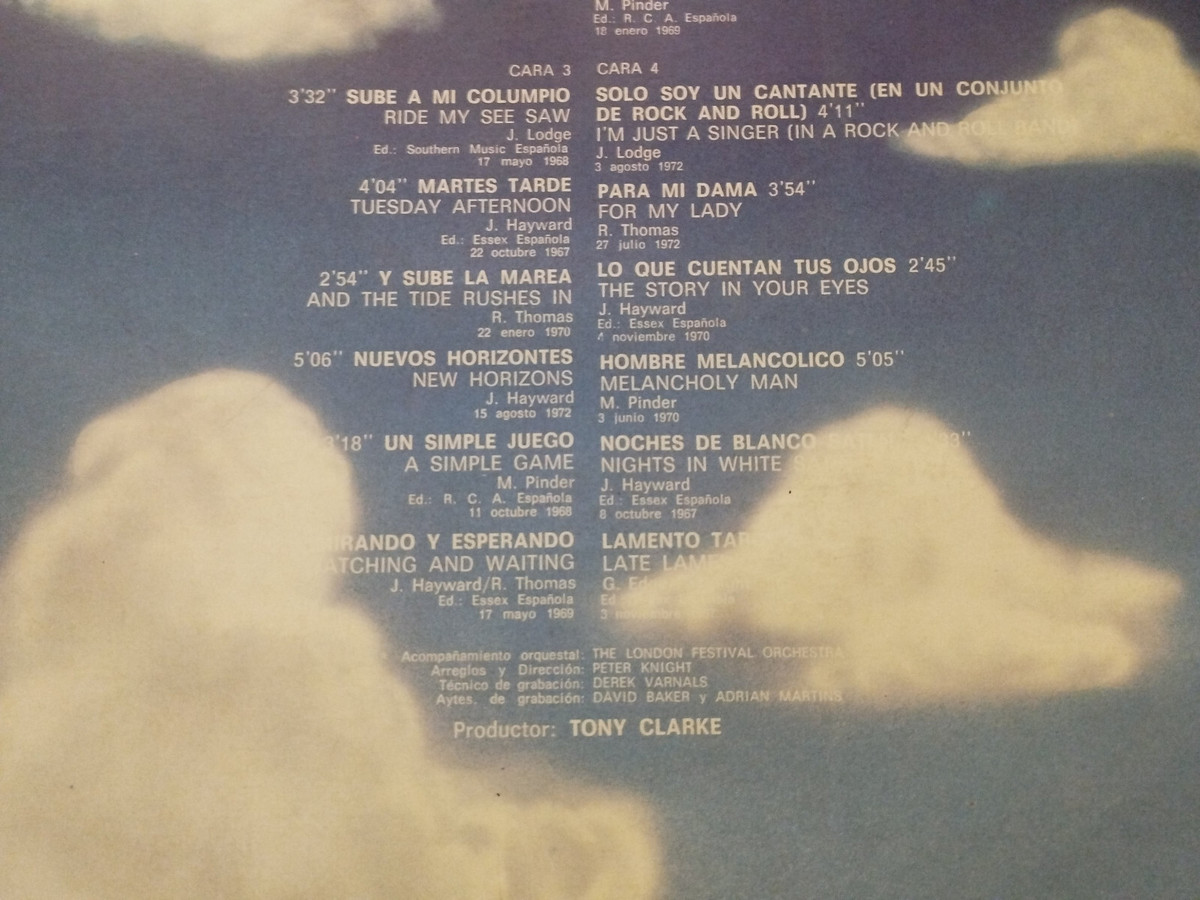 M. Pinder
Ed.: R. C. A. Española
18 enero 1969
CARA 3
3'32" SUBE A MI COLUMPIO
RIDE MY SEE SAW
J. Lodge
Ed.: Southern Music Española
17 mayo 1968
4'04" MARTES TARDE
TUESDAY AFTERNOON
J. Hayward
Ed.: Essex Española
22 octubre 1967
2'54" Y SUBE LA MAREA
AND THE TIDE RUSHES IN
R. Thomas
22 enero 1970
5'06" NUEVOS HORIZONTES
NEW HORIZONS
J. Hayward
15 agosto 1972
3'18" UN SIMPLE JUEGO
A SIMPLE GAME
M. Pinder
Ed.: R. C. A. Española
11 octubre 1968
Y ESPERANDO
AND WAITING
J. Hayward/R. Thomas
Ed.: Essex Española
17 mayo 1969
CARA 4
SOLO SOY UN CANTANTE (EN UN CONJUNTO
DE ROCK AND ROLL) 4'11"
I'M JUST A SINGER (IN A ROCK AND ROLL BAND)
J. Lodge
3 agosto 1972
PARA MI DAMA 3'54"
FOR MY LADY
R. Thomas
27 julio 1972
LO QUE CUENTAN TUS OJOS 2'45"
THE STORY IN YOUR EYES
J. Hayward
Ed.: Essex Española
4 noviembre 1970
HOMBRE MELANCOLICO 5'05"
MELANCHOLY MAN
M. Pinder
3 junio 1970
NOCHES DE BLANCO
NIGHTS IN WHITE
J. Hayward
Ed.: Essex Española
8 octubre 1967
LAMENTO
LATE
G.
Ed
3
Acompañamiento orquestal: THE LONDON FESTIVAL ORCHESTRA
Arreglos y Dirección: PETER KNIGHT
Técnico de grabación: DEREK VARNALS
Aytes. de grabación: DAVID BAKER y ADRIAN MARTINS
Productor: TONY CLARKE